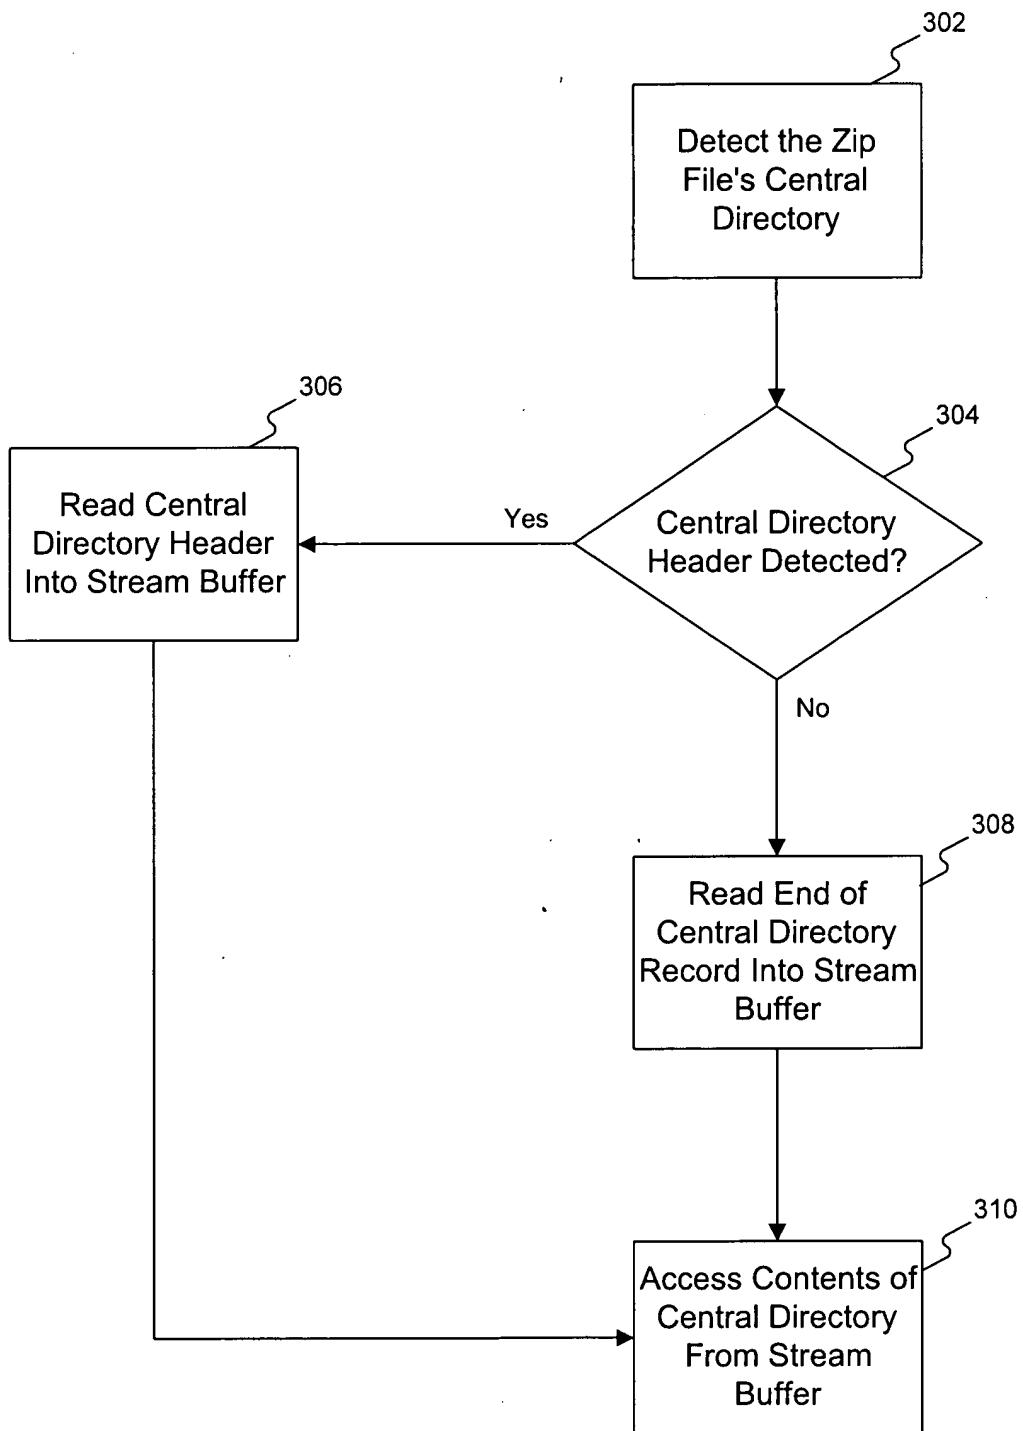 302
Detect the Zip
File's Central
Directory
304
Central Directory
Header Detected?
Yes
No
306
Read Central
Directory Header
Into Stream Buffer
308
Read End of
Central Directory
Record Into Stream
Buffer
310
Access Contents of
Central Directory
From Stream
Buffer